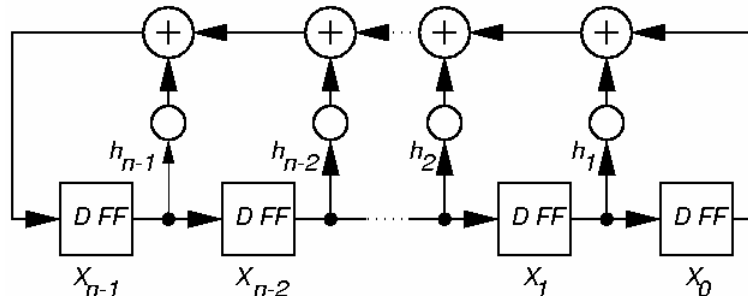 + + + +
h_{n-1} h_{n-2} h_2 h_1
D FF D FF D FF D FF
X_{n-1} X_{n-2} X_1 X_0